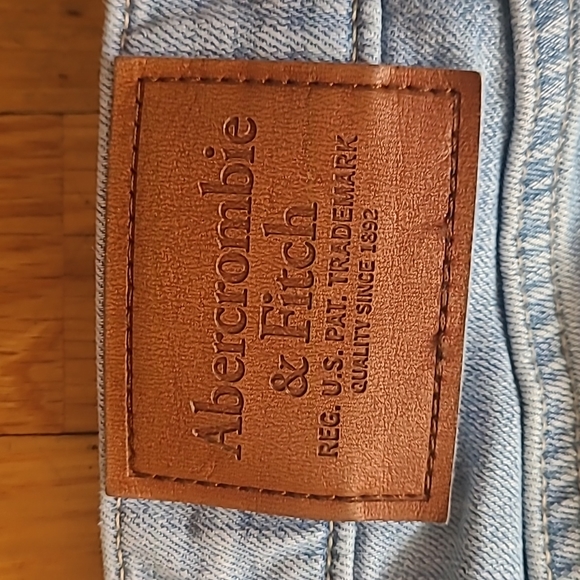 Abercrombie
& Fitch
REG. U.S. PAT. TRADEMARK
QUALITY SINCE 1892